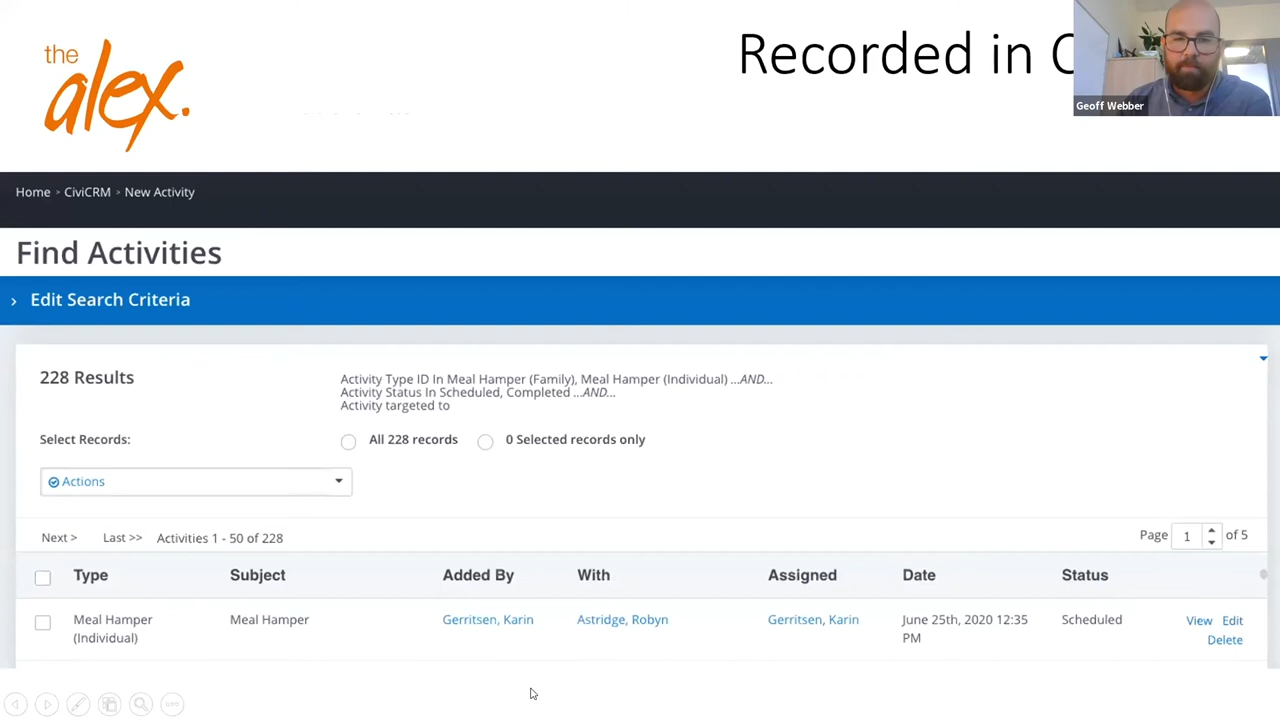 the
alex.
Recorded in
Geoff Webber
Home > CiviCRM > New Activity
Find Activities
› Edit Search Criteria
228 Results
Activity Type ID In Meal Hamper (Family), Meal Hamper (Individual) ...AND...
Activity Status In Scheduled, Completed ...AND...
Activity targeted to
Select Records:
All 228 records
0 Selected records only
Actions
Next >
Last >>
Activities 1 - 50 of 228
Page 1 of 5
Type Subject Added By With Assigned Date Status
Meal Hamper Meal Hamper Gerritsen, Karin Astridge, Robyn Gerritsen, Karin June 25th, 2020 12:35 Scheduled View Edit
(Individual) PM Delete